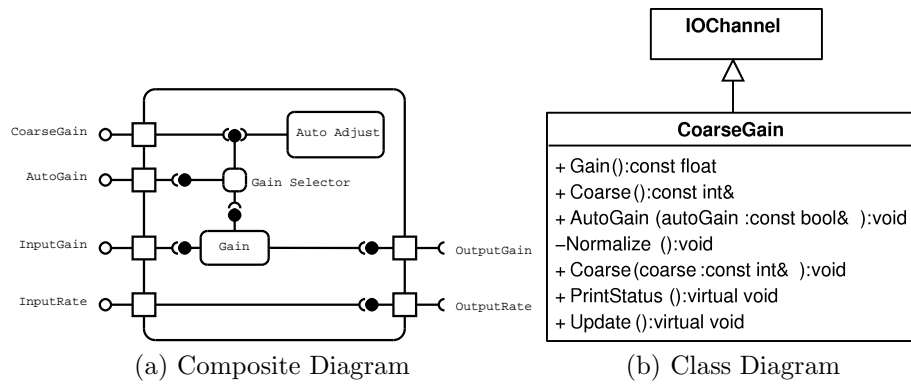 CoarseGain
Auto Adjust
AutoGain
Gain Selector
InputGain
Gain
OutputGain
InputRate
OutputRate
(a) Composite Diagram
IOChannel
CoarseGain
+ Gain():const float
+ Coarse():const int&
+ AutoGain (autoGain :const bool& ):void
−Normalize ():void
+ Coarse(coarse :const int& ):void
+ PrintStatus ():virtual void
+ Update():virtual void
(b) Class Diagram